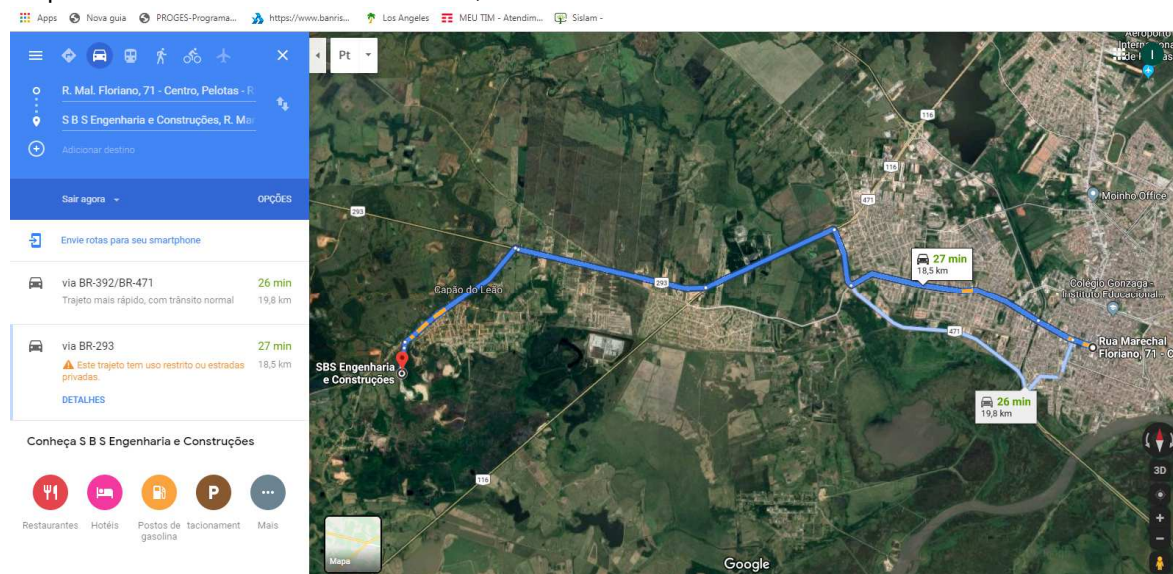 Apps Nova guia PROGES-Programa... https://www.banris... Los Angeles MEU TIM - Atendim... Sislam -
Pt
R. Mal. Floriano, 71 - Centro, Pelotas - R
S B S Engenharia e Construções, R. Ma
Adicionar destino
Sair agora OPÇÕES
Envie rotas para seu smartphone
via BR-392/BR-471 26 min
Trajeto mais rápido, com trânsito normal 19,8 km
via BR-293 27 min
Este trajeto tem uso restrito ou estradas 18,5 km
privadas.
DETALHES
Conheça S B S Engenharia e Construções
Restaurantes Hotéis Postos de tacionament Mais
gasolina
P
Mapa
Aeroporto
116
116
471
Moinho Office
293
27 min
18,5 km
293
Capão do Leão
Colégio Gonzaga -
Instituto Educacional...
471
Rua Marechal
Floriano, 71 - C
SBS Engenharia
e Construções
26 min
19,8 km
116
3D
Google